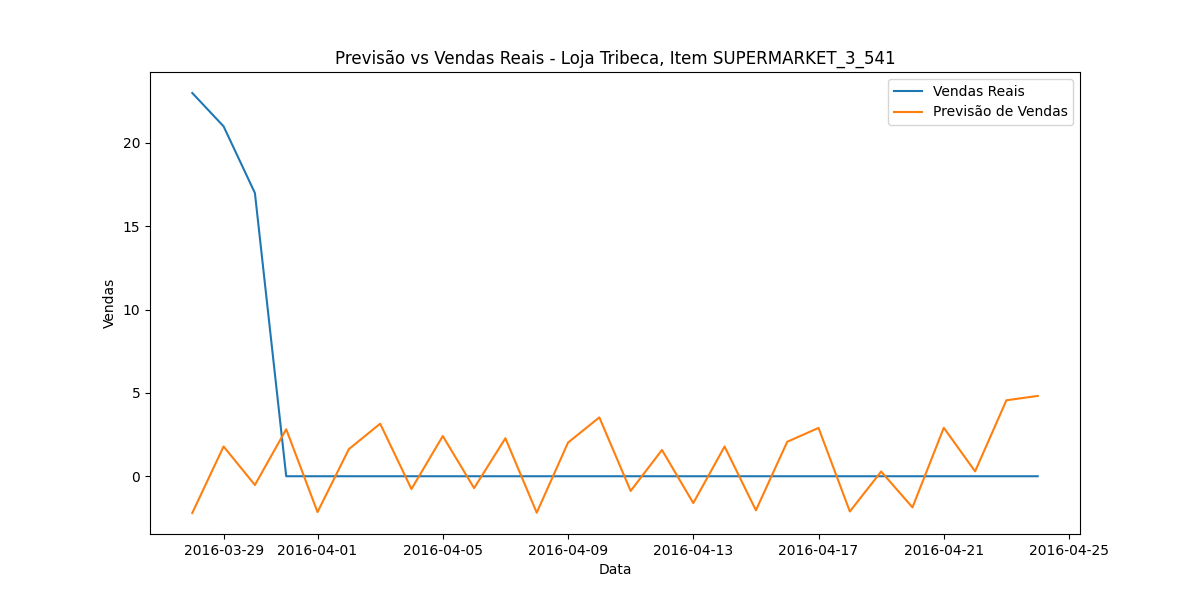 Previsão vs Vendas Reais - Loja Tribeca, Item SUPERMARKET_3_541
Vendas Reais
Previsão de Vendas
Vendas
20
15
10
5
0
2016-03-29 2016-04-01 2016-04-05 2016-04-09 2016-04-13 2016-04-17 2016-04-21 2016-04-25
Data